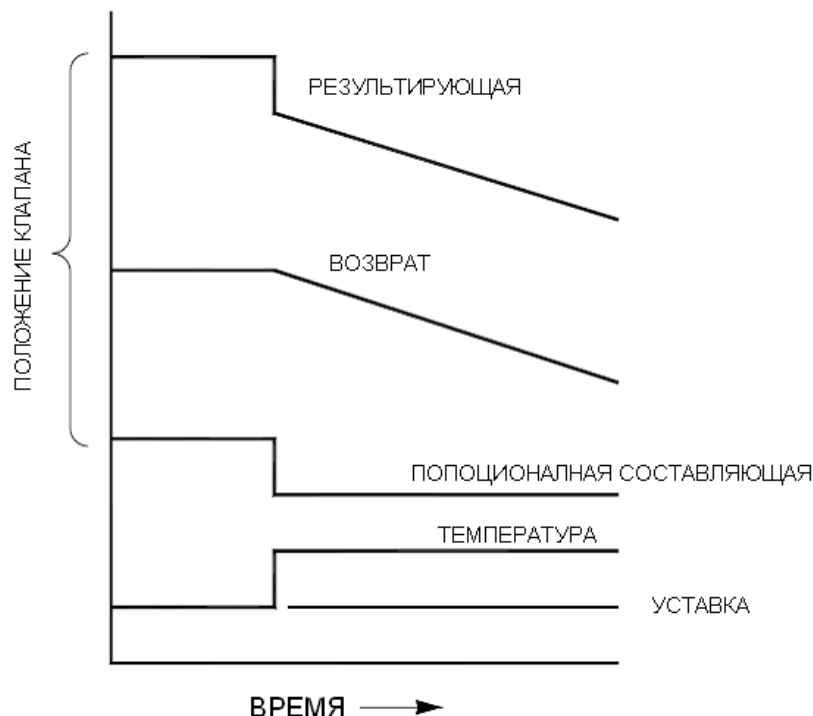 РЕЗУЛЬТИРУЮЩАЯ
ПОЛОЖЕНИЕ КЛАПАНА
ВОЗВРАТ
ПОПОЦИОНАЛНАЯ СОСТАВЛЯЮЩАЯ
ТЕМПЕРАТУРА
УСТАВКА
ВРЕМЯ